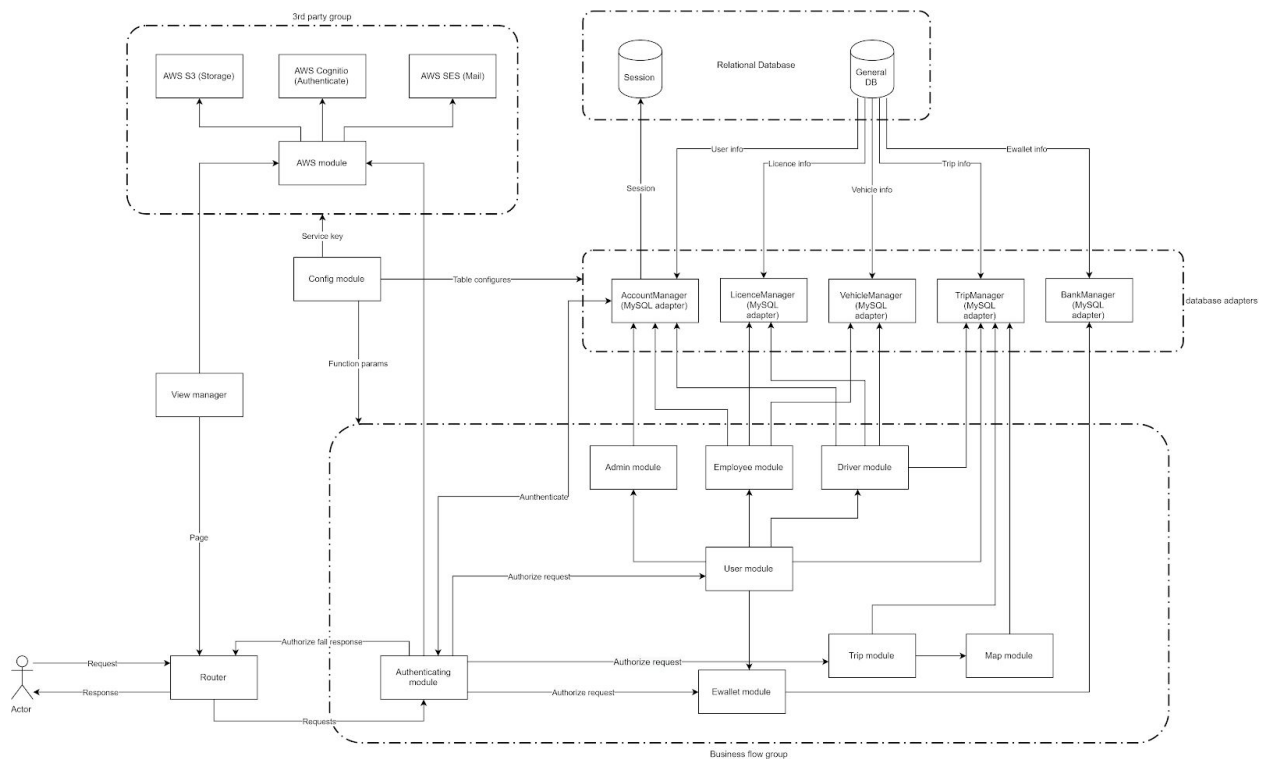 3rd party group
AWS S3 (Storage)
AWS Cognitio
(Authenticate)
AWS SES (Mail)
AWS module
Session
Relational Database
General
DB
User info
Licence info
Vehicle info
Trip info
Ewallet info
Session
Service key
Config module
Table configures
AccountManager
(MySQL adapter)
LicenceManager
(MySQL
adapter)
VehicleManager
(MySQL
adapter)
TripManager
(MySQL
adapter)
BankManager
(MySQL
adapter)
database adapters
Function params
View manager
Admin module
Employee module
Driver module
Aunthenticate
Page
User module
Authorize request
Authorize fall response
Authorize request
Trip module
Map module
Request
Router
Authenticating
module
Response
Authorize request
Ewallet module
Actor
Requests
Business flow group